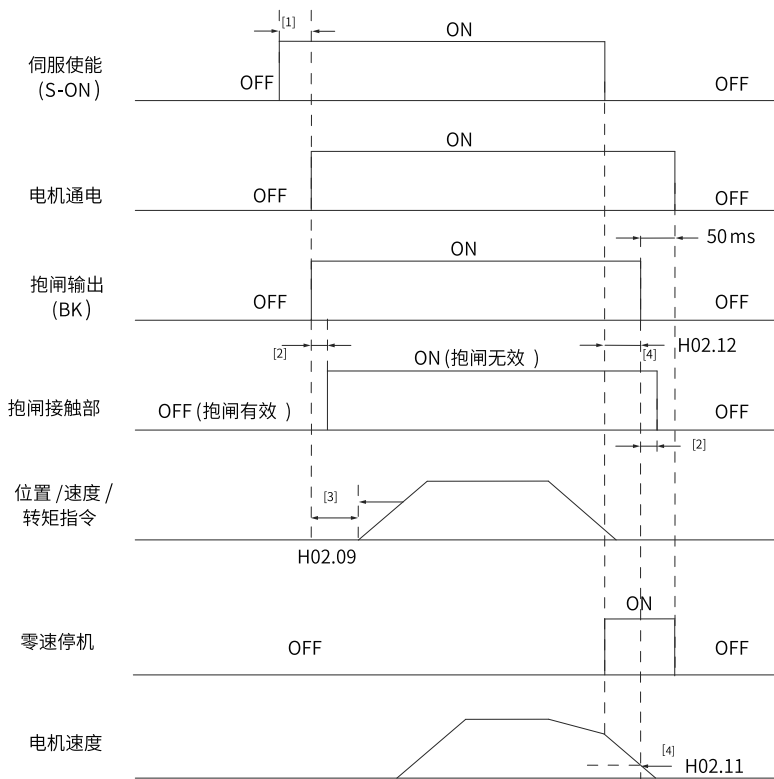 [1]
ON
伺服使能
(S-ON)
OFF
OFF
ON
电机通电
OFF
OFF
50ms
抱闸输出
(BK)
ON
OFF
OFF
[2]
[4]
H02.12
ON (抱闸无效)
抱闸接触部
OFF (抱闸有效)
OFF
[2]
位置/速度/
转矩指令
[3]
H02.09
ON
零速停机
OFF
OFF
电机速度
[4]
H02.11